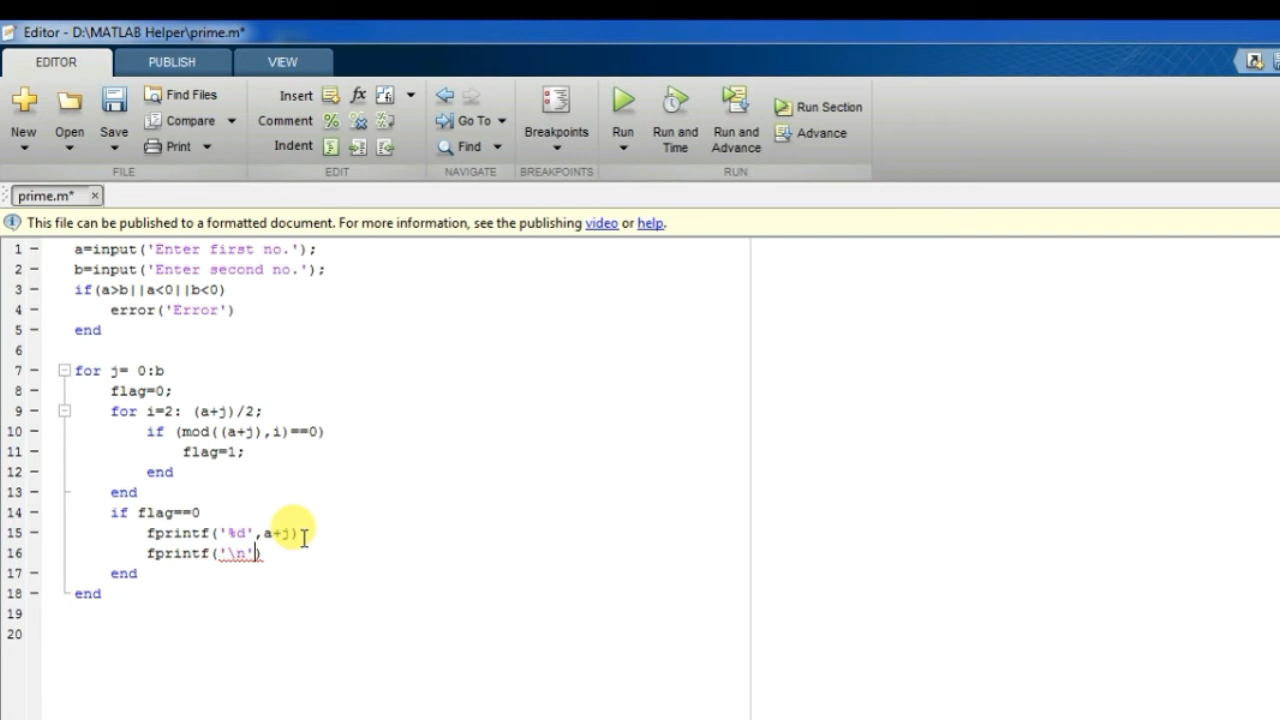 Editor - D:\MATLAB Helper\prime.m*
EDITOR PUBLISH VIEW
New Open Save Find Files Compare Print
Insert fx
Comment
Indent
Go To Find
Breakpoints
Run Run and Time Run and Advance Run Section Advance
FILE EDIT NAVIGATE BREAKPOINTS RUN
prime.m* ×
This file can be published to a formatted document. For more information, see the publishing video or help.
1 – a=input('Enter first no.');
2 – b=input('Enter second no.');
3 – if(a>b||a<0||b<0)
4 – error('Error')
5 – end
6
7 – for j= 0:b
8 – flag=0;
9 – for i=2: (a+j)/2;
10 – if (mod((a+j),i)==0)
11 – flag=1;
12 – end
13 – end
14 – if flag==0
15 – fprintf('%d',a+j)
16 fprintf('\n')
17 – end
18 – end
19
20